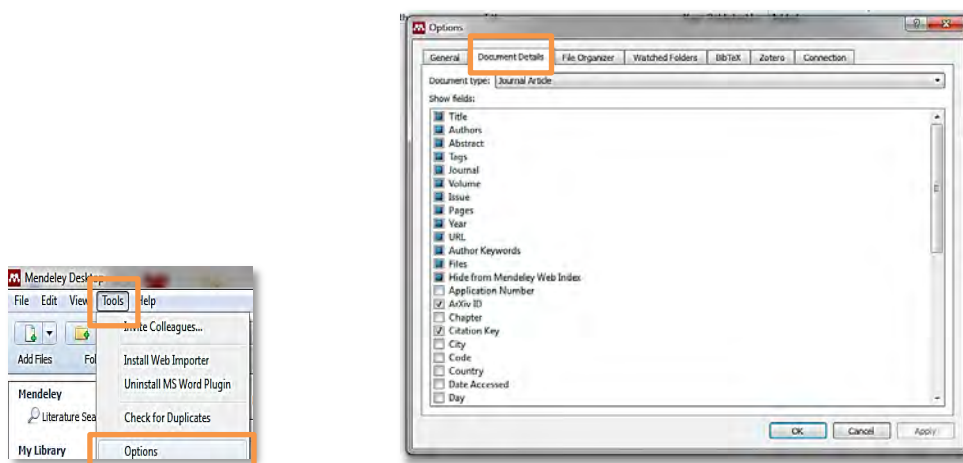 Mendeley Desktop
File Edit View Tools Help
Invite Colleagues...
Add Files Fol
Install Web Importer
Uninstall MS Word Plugin
Mendeley
Literature Sea
Check for Duplicates
My Library
Options
Options
General Document Details File Organizer Watched Folders BibTeX Zotero Connection
Document type: Journal Article
Show fields:
Title
Authors
Abstract
Tags
Journal
Volume
Issue
Pages
Year
URL
Author Keywords
Files
Hide from Mendeley Web Index
Application Number
ArXiv ID
Chapter
Citation Key
City
Code
Country
Date Accessed
Day
OK Cancel Apply